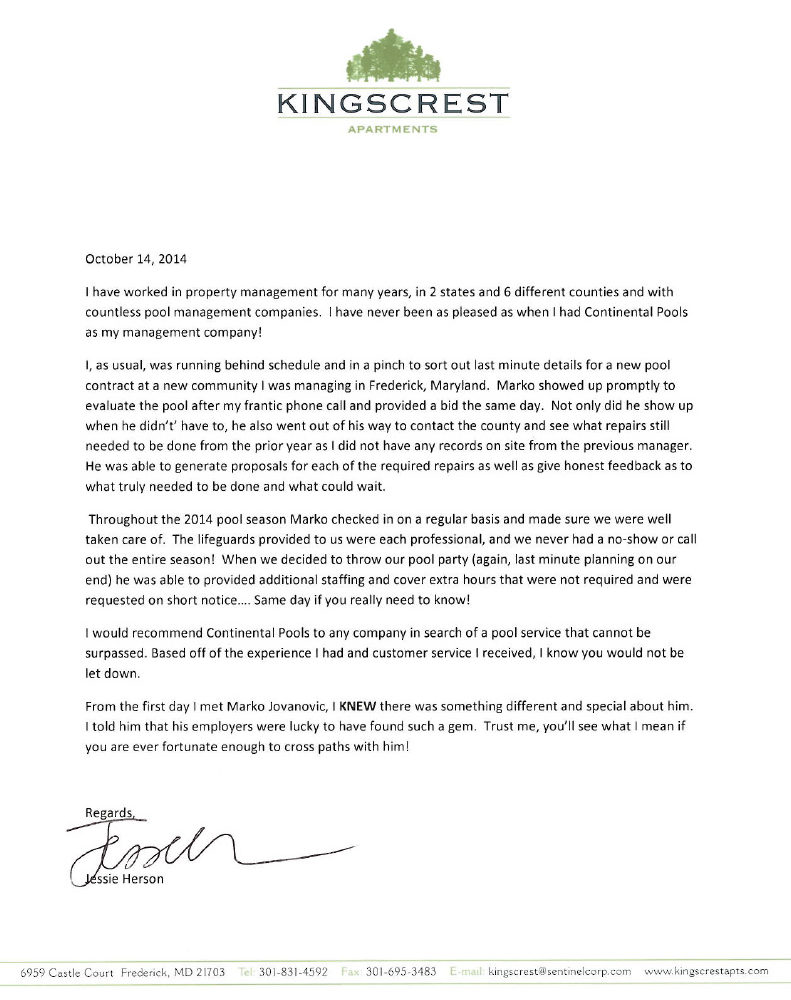 KINGSCREST
APARTMENTS
October 14, 2014
I have worked in property management for many years, in 2 states and 6 different counties and with
countless pool management companies.  I have never been as pleased as when I had Continental Pools
as my management company!
I, as usual, was running behind schedule and in a pinch to sort out last minute details for a new pool
contract at a new community I was managing in Frederick, Maryland.  Marko showed up promptly to
evaluate the pool after my frantic phone call and provided a bid the same day.  Not only did he show up
when he didn't' have to, he also went out of his way to contact the county and see what repairs still
needed to be done from the prior year as I did not have any records on site from the previous manager.
He was able to generate proposals for each of the required repairs as well as give honest feedback as to
what truly needed to be done and what could wait.
Throughout the 2014 pool season Marko checked in on a regular basis and made sure we were well
taken care of.  The lifeguards provided to us were each professional, and we never had a no-show or call
out the entire season!  When we decided to throw our pool party (again, last minute planning on our
end) he was able to provided additional staffing and cover extra hours that were not required and were
requested on short notice.... Same day if you really need to know!
I would recommend Continental Pools to any company in search of a pool service that cannot be
surpassed. Based off of the experience I had and customer service I received, I know you would not be
let down.
From the first day I met Marko Jovanovic, I KNEW there was something different and special about him.
I told him that his employers were lucky to have found such a gem.  Trust me, you'll see what I mean if
you are ever fortunate enough to cross paths with him!
Regards,
Jessie Herson
6959 Castle Court  Frederick, MD 21703  Tel: 301-831-4592  Fax: 301-695-3483  E-mail: kingscrest@sentinelcorp.com  www.kingscrestapts.com